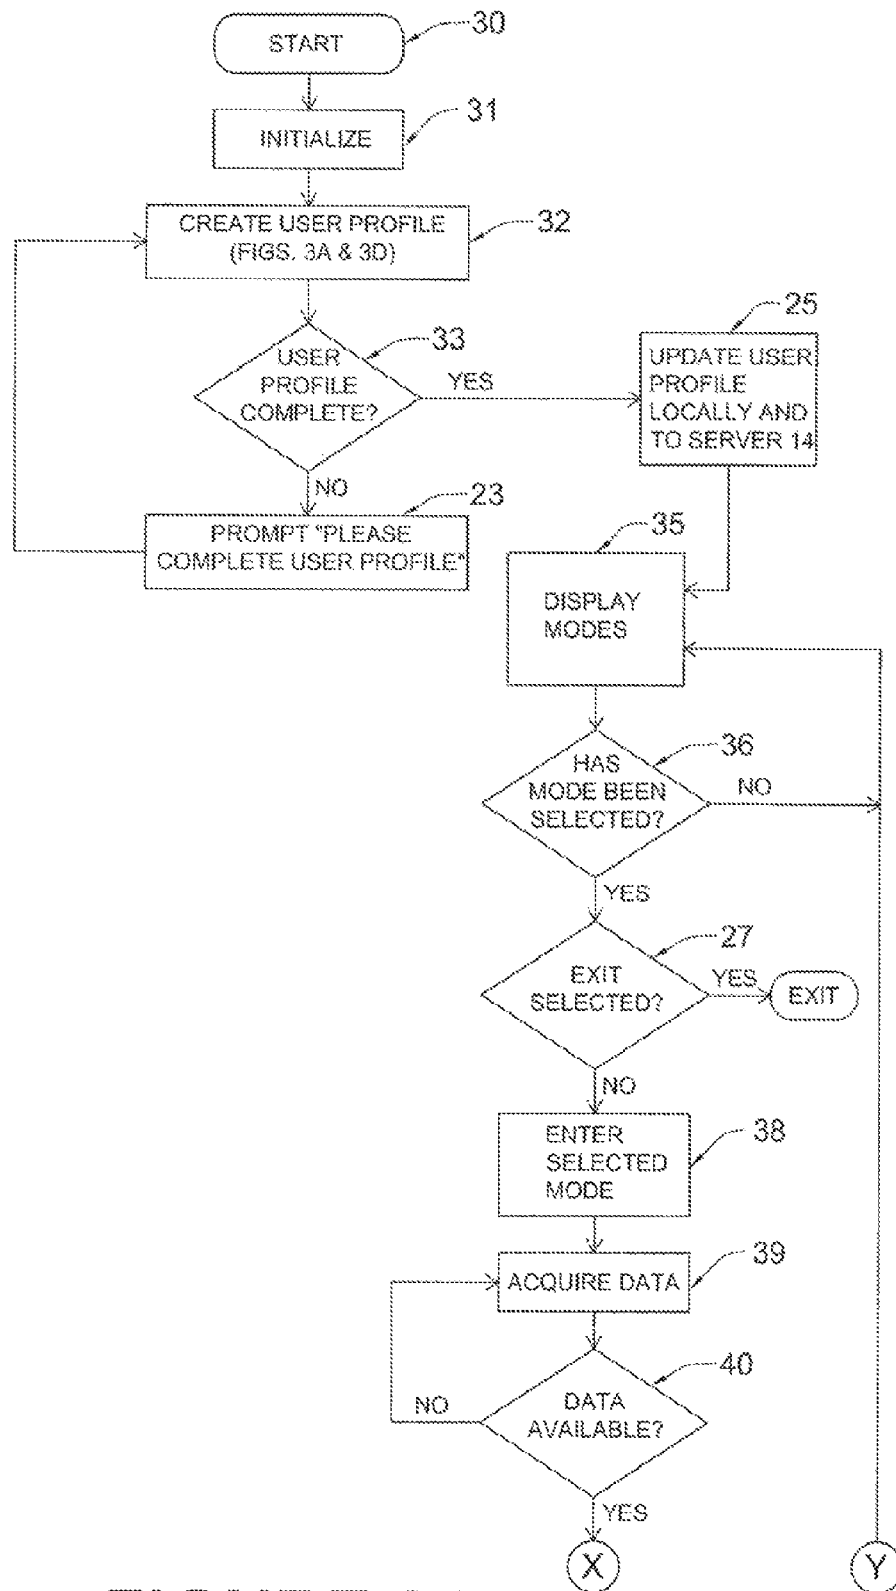 START
30
INITIALIZE
31
CREATE USER PROFILE
(FIGS. 3A & 3D)
32
USER
PROFILE
COMPLETE?
33
YES
25
UPDATE USER
PROFILE
LOCALLY AND
TO SERVER 14
NO
23
PROMPT "PLEASE
COMPLETE USER PROFILE"
35
DISPLAY
MODES
36
HAS
MODE BEEN
SELECTED?
NO
YES
27
EXIT
SELECTED?
YES
EXIT
NO
38
ENTER
SELECTED
MODE
39
ACQUIRE DATA
40
DATA
AVAILABLE?
NO
YES
X
Y